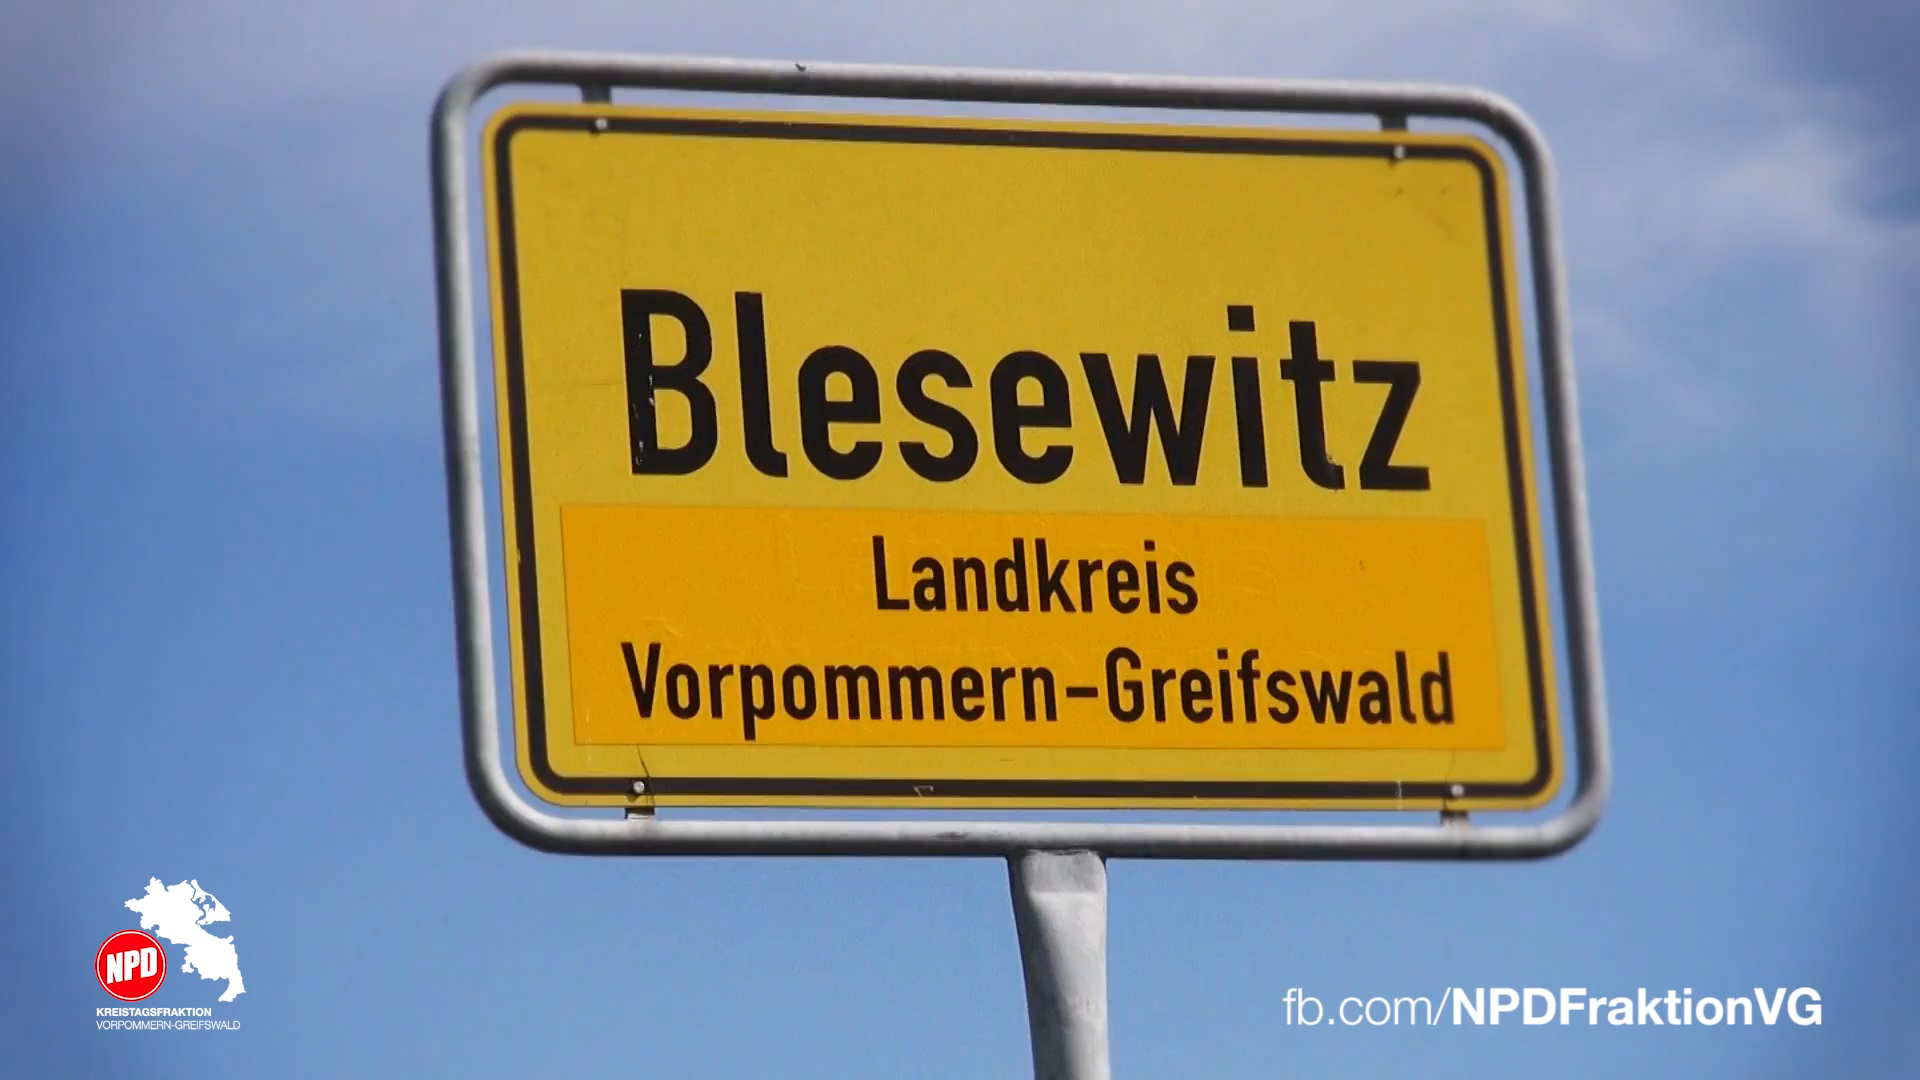 Blesewitz
Landkreis
Vorpommern-Greifswald
NPD
KREISTAGSFRAKTION
VORPOMMERN-GREIFSWALD
fb.com/NPDFraktionVG